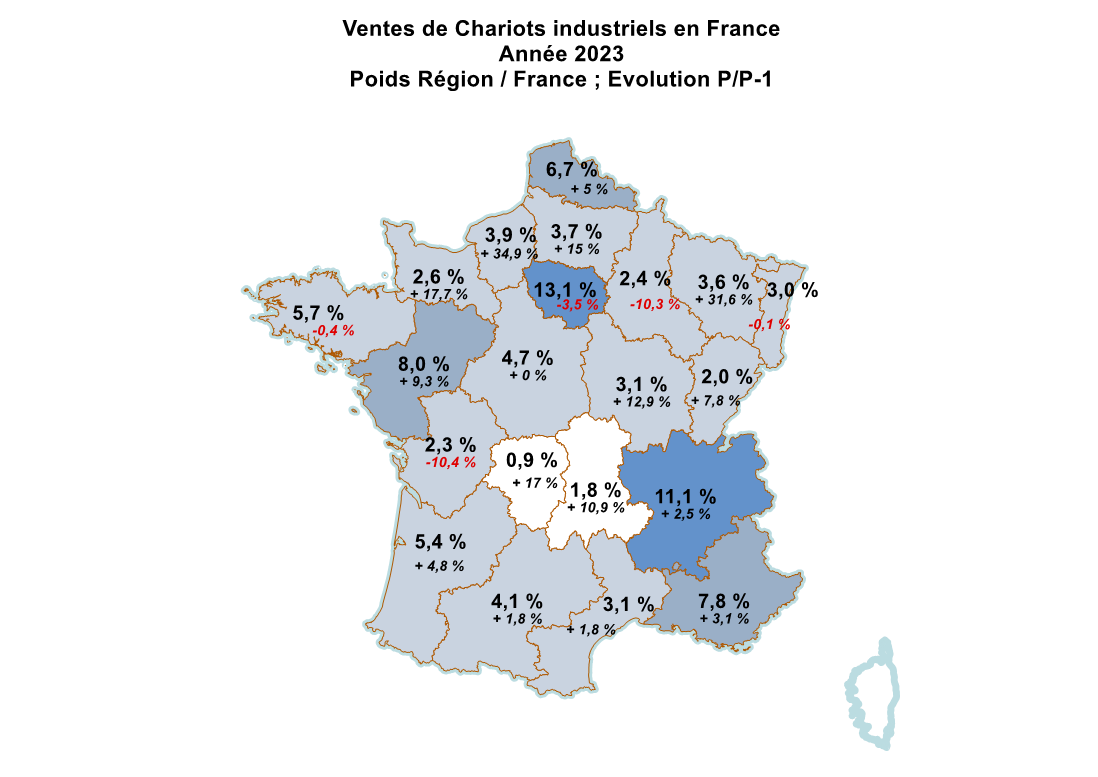 Ventes de Chariots industriels en France
Année 2023
Poids Région / France ; Evolution P/P-1
6,7 %
+ 5 %
3,9 %
+ 34,9 %
3,7 %
+ 15 %
2,6 %
+ 17,7 %
13,1 %
-3,5 %
2,4 %
-10,3 %
3,6 %
+ 31,6 %
3,0 %
-0,1 %
5,7 %
-0,4 %
8,0 %
+ 9,3 %
4,7 %
+ 0 %
3,1 %
+ 12,9 %
2,0 %
+ 7,8 %
2,3 %
-10,4 %
0,9 %
+ 17 %
1,8 %
+ 10,9 %
11,1 %
+ 2,5 %
5,4 %
+ 4,8 %
4,1 %
+ 1,8 %
3,1 %
+ 1,8 %
7,8 %
+ 3,1 %